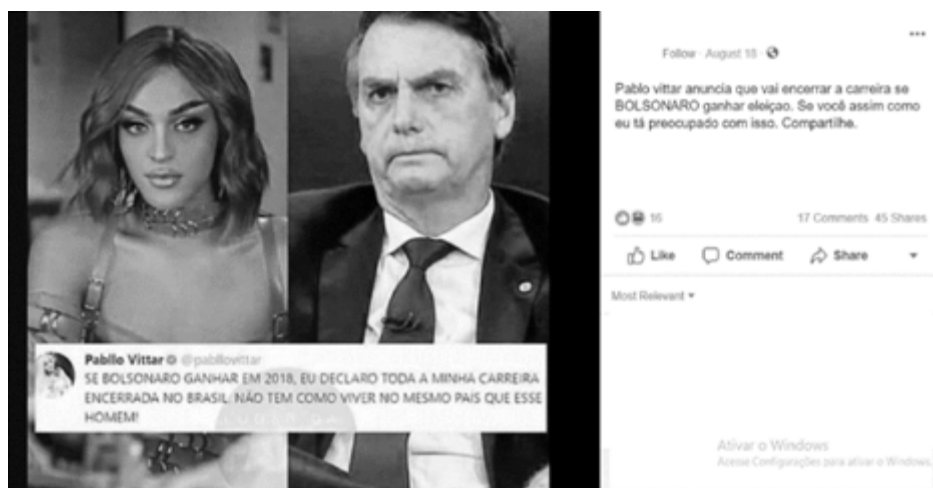 Follow · August 18 ·
Pablo vittar anuncia que vai encerrar a carreira se
BOLSONARO ganhar eleiçao. Se você assim como
eu tá preocupado com isso. Compartilhe.
16
17 Comments 45 Shares
Like Comment Share
Most Relevant
Pabllo Vittar @pabllovittar
SE BOLSONARO GANHAR EM 2018, EU DECLARO TODA A MINHA CARREIRA
ENCERRADA NO BRASIL. NÃO TEM COMO VIVER NO MESMO PAÍS QUE ESSE
HOMEM!
Ativar o Windows
Acesse Configurações para ativar o Windows.